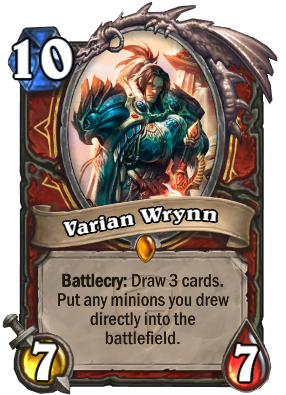 10
Varian Wrynn
Battlecry: Draw 3 cards.
Put any minions you drew
directly into the
battlefield.
7
7